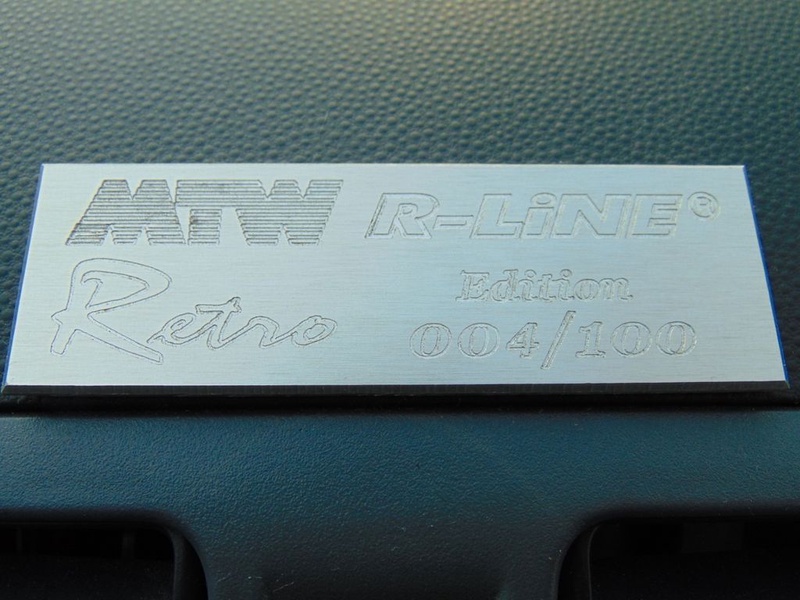 MTW R-LiNE®
Retro Edition
004/100